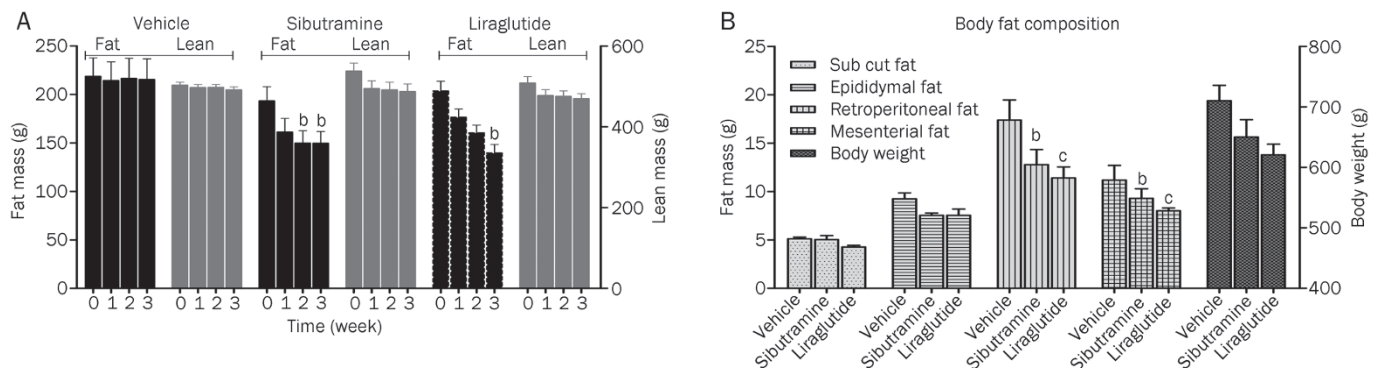 A
Vehicle
Sibutramine
Liraglutide
Fat
Lean
Fat
Lean
Fat
Lean
250
200
150
100
50
0
Fat mass (g)
b b
b
600
400
200
0
Lean mass (g)
0 1 2 3
0 1 2 3
0 1 2 3
0 1 2 3
0 1 2 3
0 1 2 3
Time (week)
B
Body fat composition
25
20
15
10
5
0
Fat mass (g)
Sub cut fat
Epididymal fat
Retroperitoneal fat
Mesenterial fat
Body weight
b
c
b
c
800
700
600
500
400
Body weight (g)
Vehicle
Sibutramine
Liraglutide
Vehicle
Sibutramine
Liraglutide
Vehicle
Sibutramine
Liraglutide
Vehicle
Sibutramine
Liraglutide
Vehicle
Sibutramine
Liraglutide